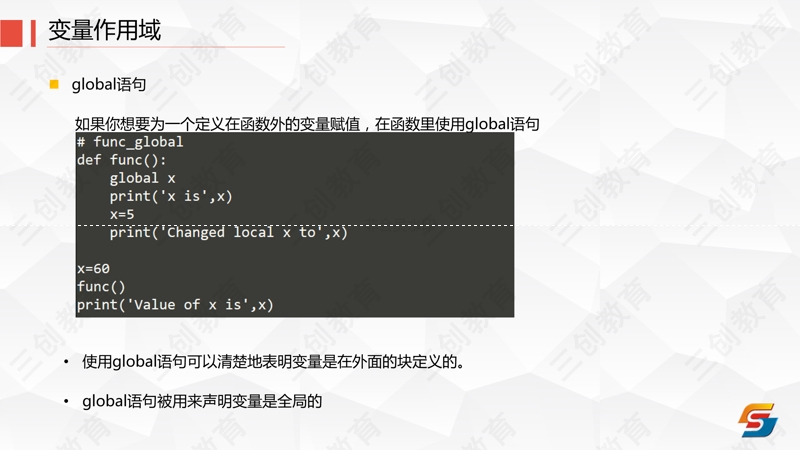 变量作用域
global语句
如果你想要为一个定义在函数外的变量赋值，在函数里使用global语句
# func_global
def func():
    global x
    print('x is',x)
    x=5
    print('Changed local x to',x)
x=60
func()
print('Value of x is',x)
• 使用global语句可以清楚地表明变量是在外面的块定义的。
• global语句被用来声明变量是全局的
三创教育